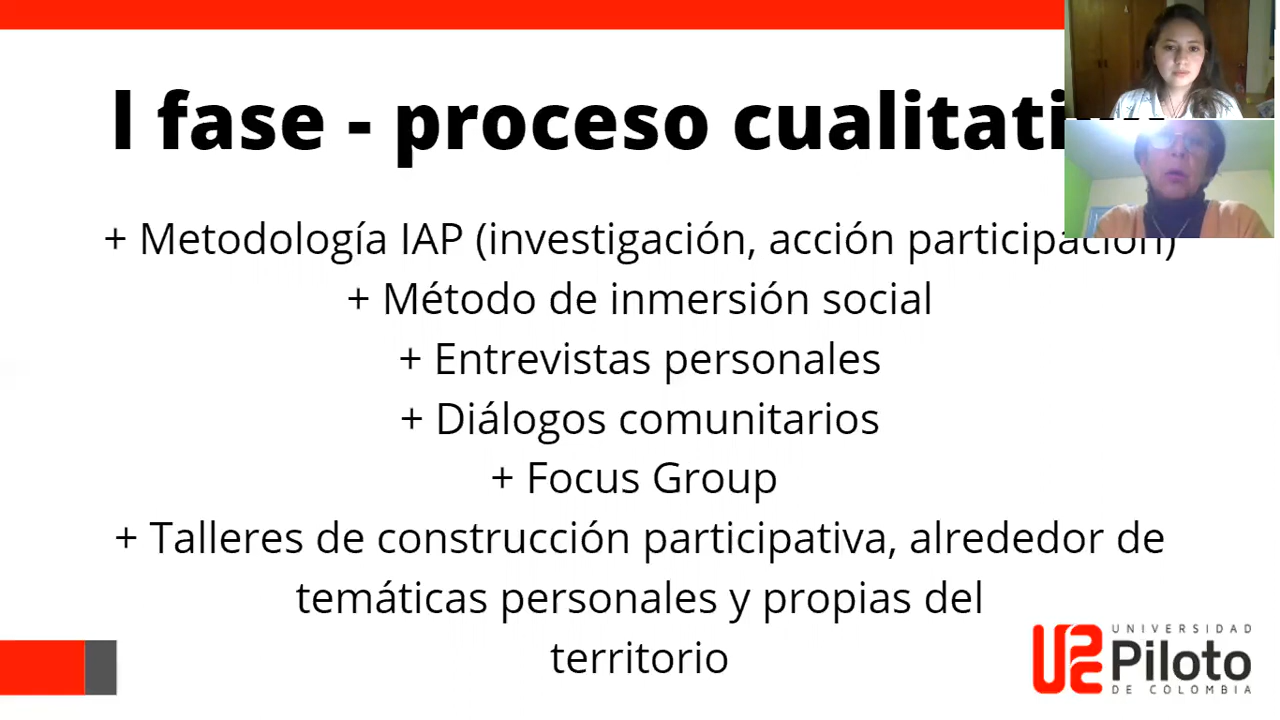 I fase - proceso cualitativo
+ Metodología IAP (investigación, acción participación)
+ Método de inmersión social
+ Entrevistas personales
+ Diálogos comunitarios
+ Focus Group
+ Talleres de construcción participativa, alrededor de
temáticas personales y propias del
territorio
UNIVERSIDAD
Piloto
DE COLOMBIA